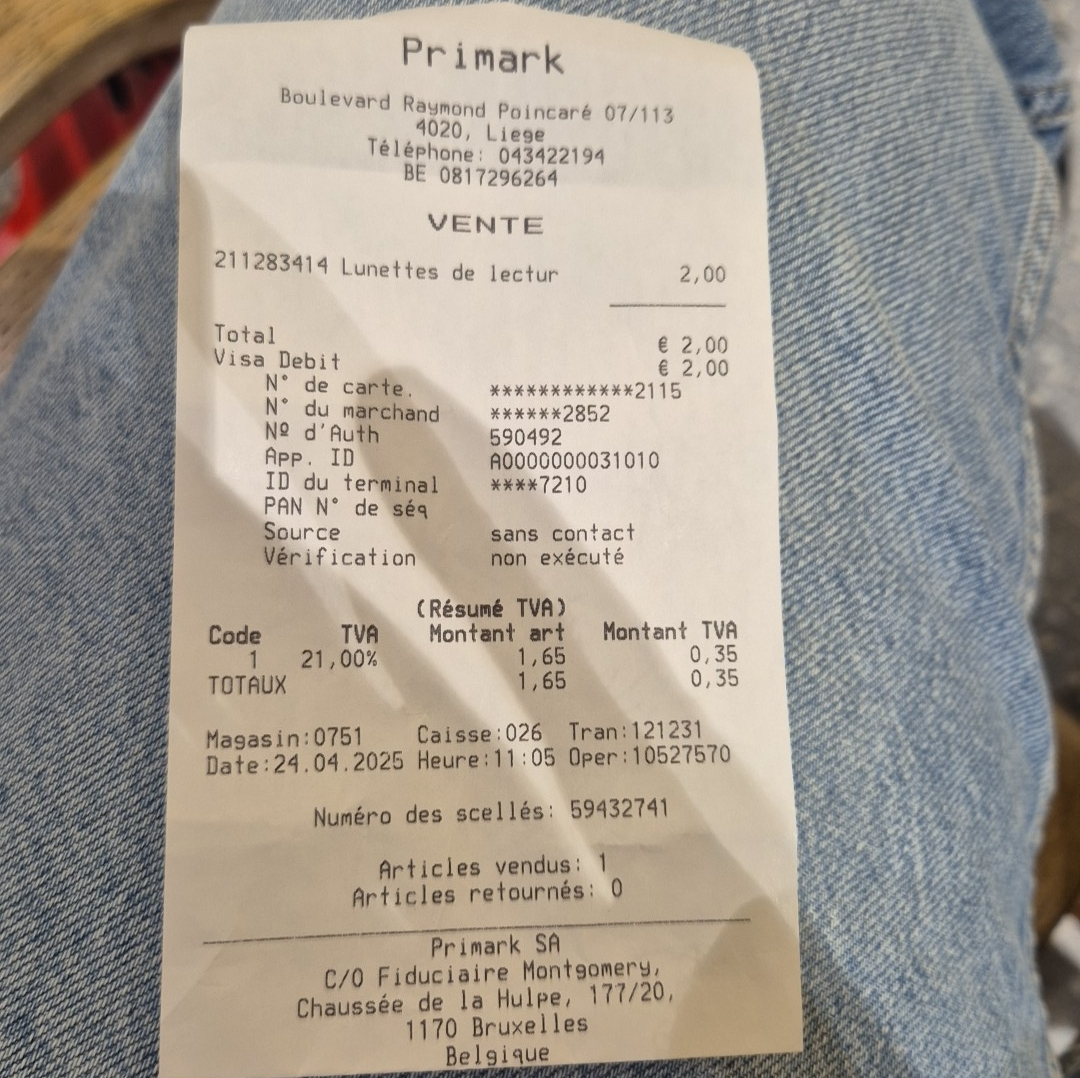 Primark
Boulevard Raymond Poincaré 07/113
4020, Liege
Téléphone: 043422194
BE 0817296264
VENTE
211283414 Lunettes de lectur 2,00
Total € 2,00
Visa Debit € 2,00
N° de carte. ************2115
N° du marchand ******2852
Nº d'Auth 590492
App. ID A0000000031010
ID du terminal ****7210
PAN N° de séq
Source sans contact
Vérification non exécuté
(Résumé TVA)
Code TVA Montant art Montant TVA
1 21,00% 1,65 0,35
TOTAUX 1,65 0,35
Magasin:0751 Caisse:026 Tran:121231
Date:24.04.2025 Heure:11:05 Oper:10527570
Numéro des scellés: 59432741
Articles vendus: 1
Articles retournés: 0
Primark SA
C/O Fiduciaire Montgomery,
Chaussée de la Hulpe, 177/20,
1170 Bruxelles
Belgique